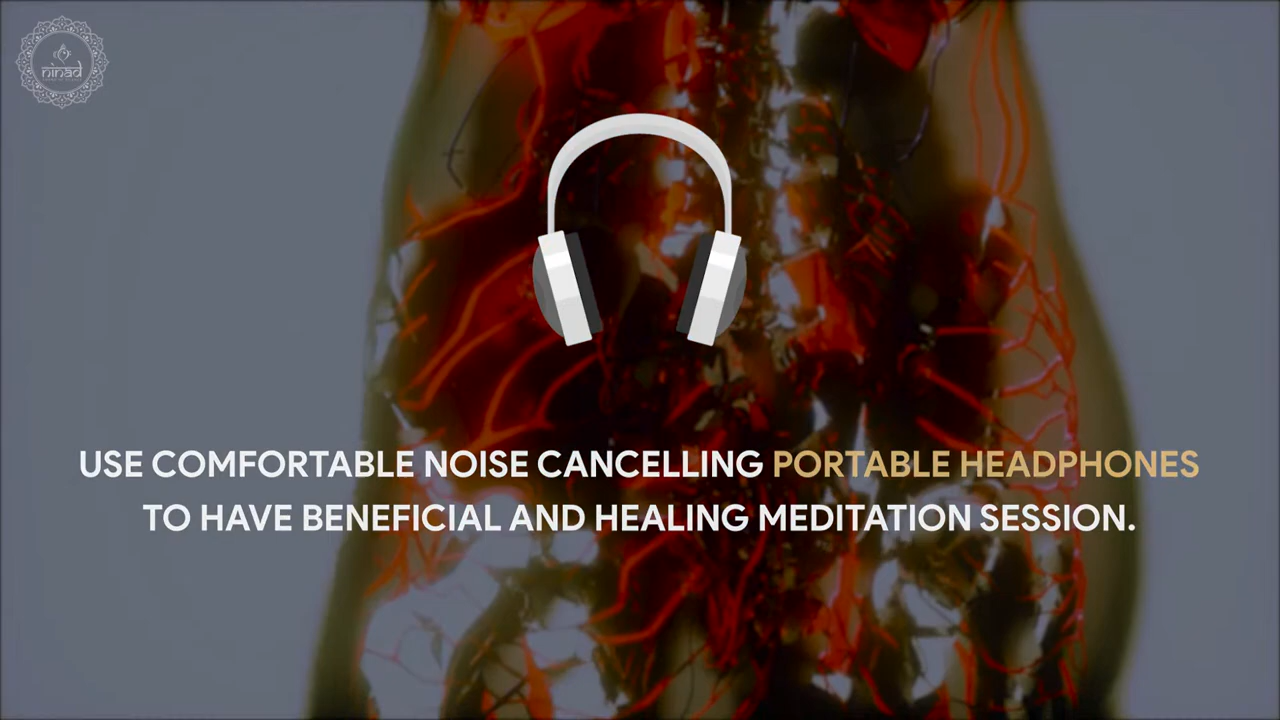 ninad
USE COMFORTABLE NOISE CANCELLING PORTABLE HEADPHONES
TO HAVE BENEFICIAL AND HEALING MEDITATION SESSION.